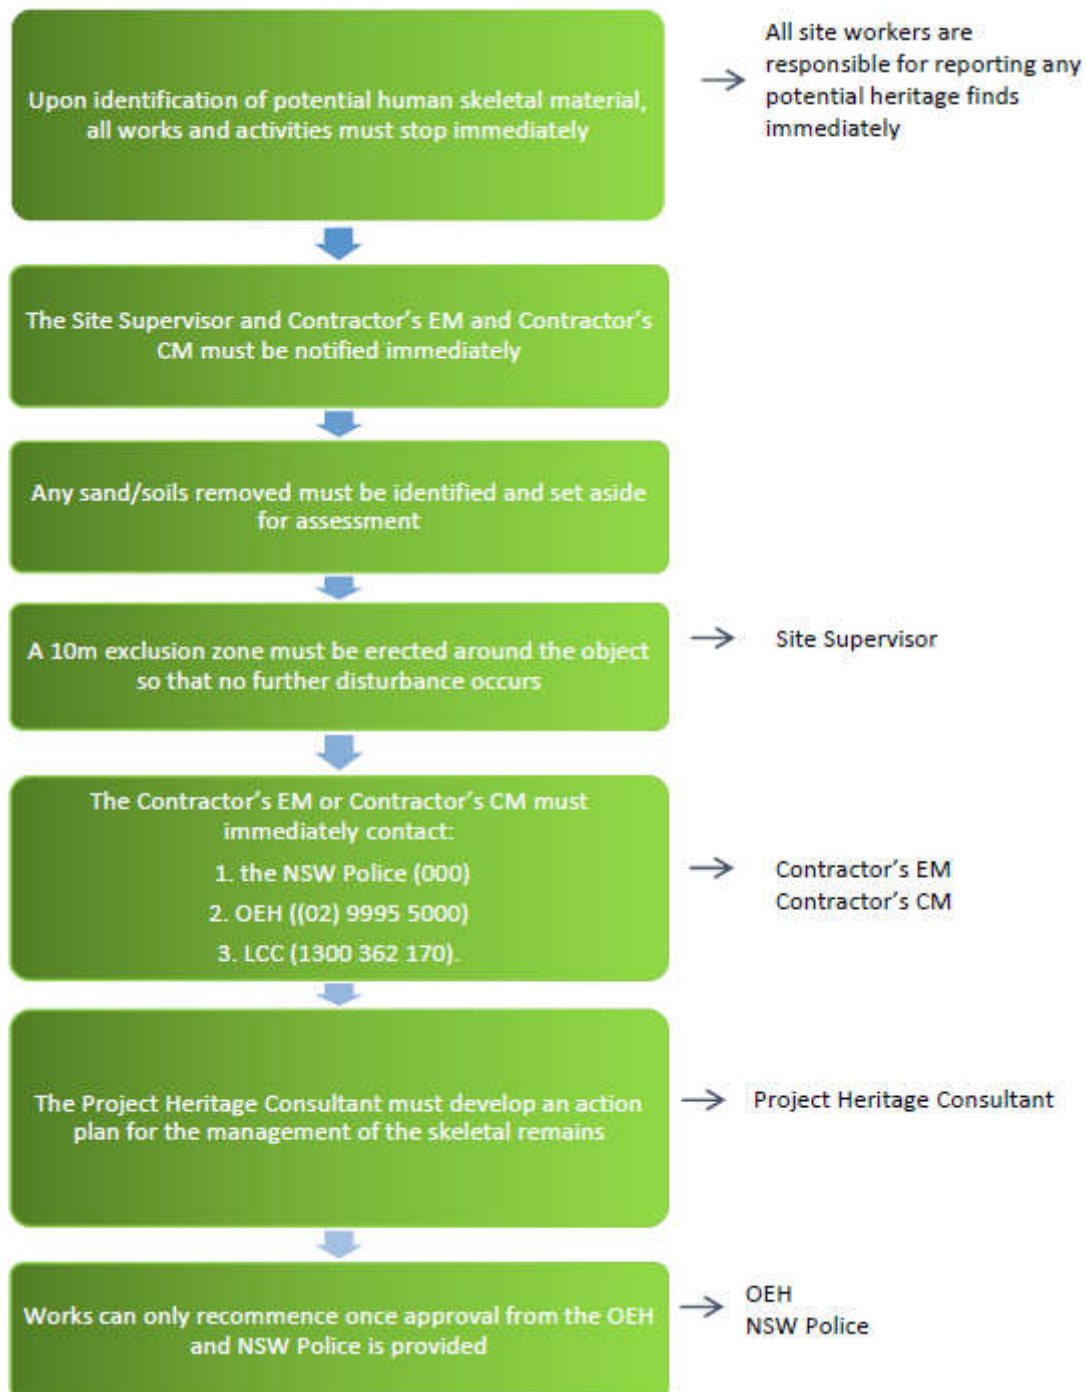 Upon identification of potential human skeletal material,
all works and activities must stop immediately
All site workers are
responsible for reporting any
potential heritage finds
immediately
The Site Supervisor and Contractor's EM and Contractor's
CM must be notified immediately
Any sand/soils removed must be identified and set aside
for assessment
A 10m exclusion zone must be erected around the object
so that no further disturbance occurs
Site Supervisor
The Contractor's EM or Contractor's CM must
immediately contact:
1. the NSW Police (000)
2. OEH ((02) 9995 5000)
3. LCC (1300 362 170).
Contractor's EM
Contractor's CM
The Project Heritage Consultant must develop an action
plan for the management of the skeletal remains
Project Heritage Consultant
Works can only recommence once approval from the OEH
and NSW Police is provided
OEH
NSW Police